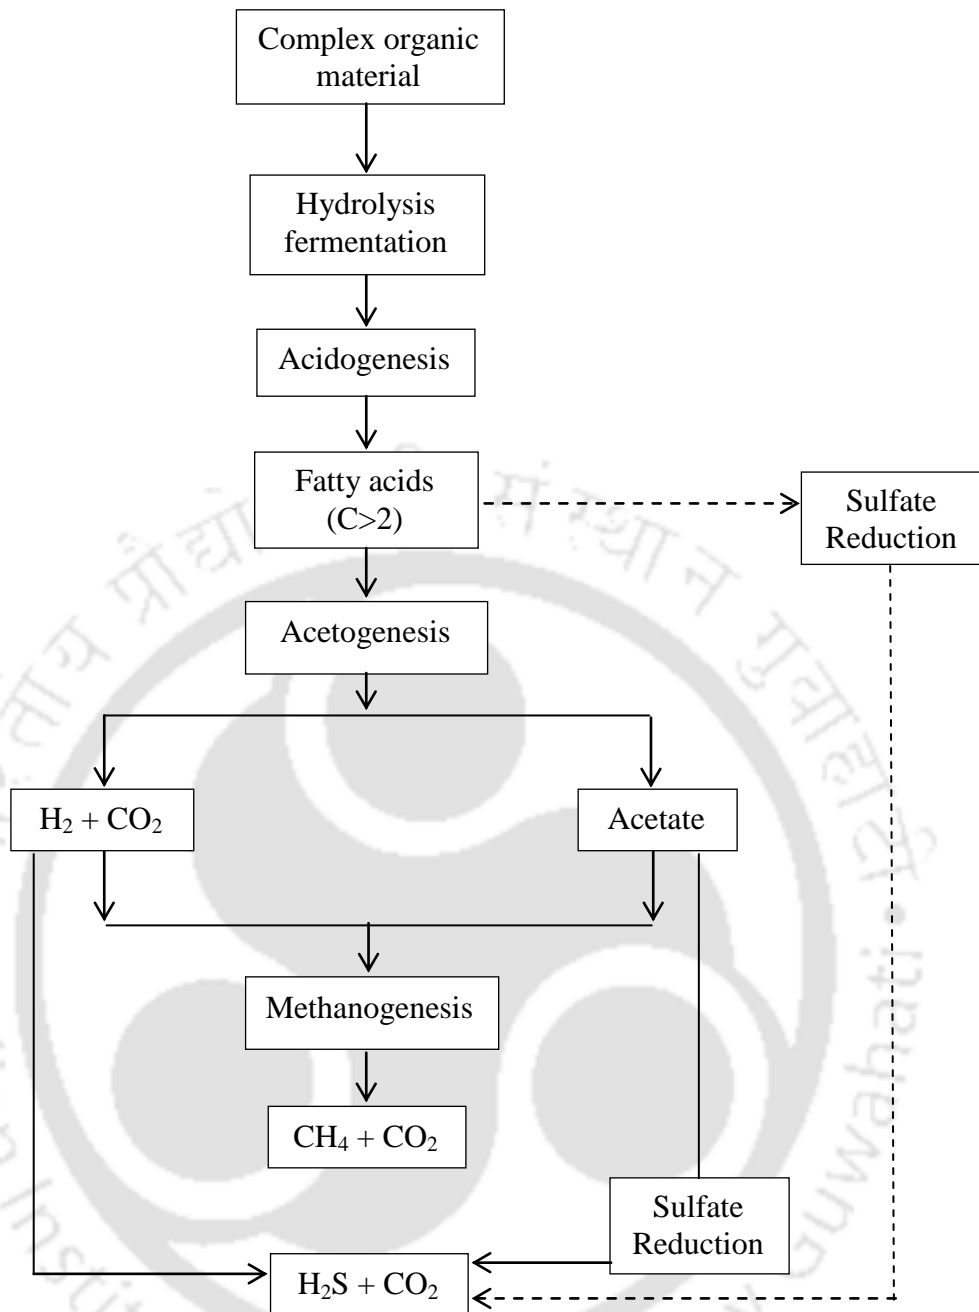 Complex organic
material
Hydrolysis
fermentation
Acidogenesis
Fatty acids
(C>2)
Sulfate
Reduction
Acetogenesis
H₂ + CO₂
Acetate
Methanogenesis
CH₄ + CO₂
Sulfate
Reduction
H₂S + CO₂
Guwahati